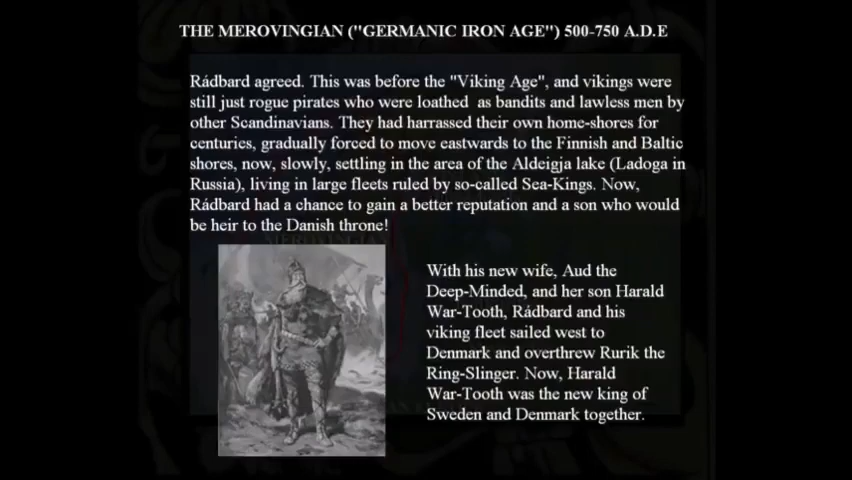 THE MEROVINGIAN ("GERMANIC IRON AGE") 500-750 A.D.E
Rádbard agreed. This was before the "Viking Age", and vikings were
still just rogue pirates who were loathed as bandits and lawless men by
other Scandinavians. They had harrassed their own home-shores for
centuries, gradually forced to move eastwards to the Finnish and Baltic
shores, now, slowly, settling in the area of the Aldeigja lake (Ladoga in
Russia), living in large fleets ruled by so-called Sea-Kings. Now,
Rádbard had a chance to gain a better reputation and a son who would
be heir to the Danish throne!
With his new wife, Aud the
Deep-Minded, and her son Harald
War-Tooth, Rádbard and his
viking fleet sailed west to
Denmark and overthrew Rurik the
Ring-Slinger. Now, Harald
War-Tooth was the new king of
Sweden and Denmark together.